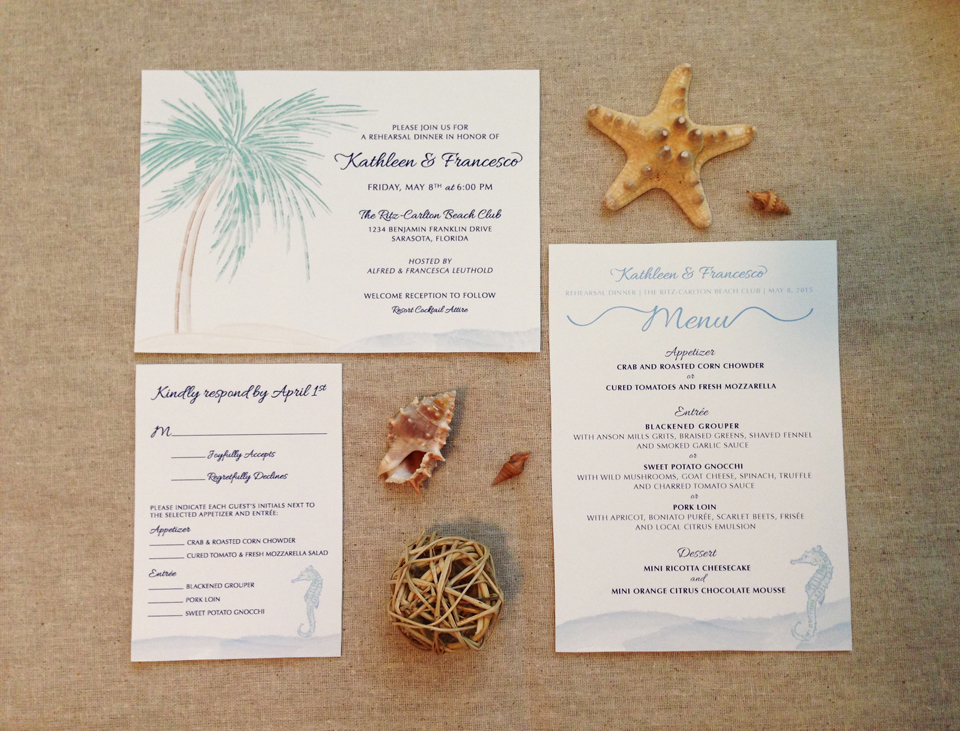 PLEASE JOIN US FOR
A REHEARSAL DINNER IN HONOR OF
Kathleen & Francesco
FRIDAY, MAY 8TH at 6:00 PM
The Ritz-Carlton Beach Club
1234 BENJAMIN FRANKLIN DRIVE
SARASOTA, FLORIDA
HOSTED BY
ALFRED & FRANCESCA LEUTHOLD
WELCOME RECEPTION TO FOLLOW
Resort Cocktail Attire
Kindly respond by April 1st
M
Joyfully Accepts
Regretfully Declines
PLEASE INDICATE EACH GUEST'S INITIALS NEXT TO
THE SELECTED APPETIZER AND ENTRÉE:
Appetizer
CRAB & ROASTED CORN CHOWDER
CURED TOMATO & FRESH MOZZARELLA SALAD
Entrée
BLACKENED GROUPER
PORK LOIN
SWEET POTATO GNOCCHI
Kathleen & Francesco
REHEARSAL DINNER | THE RITZ-CARLTON BEACH CLUB | MAY 8, 2015
Menu
Appetizer
CRAB AND ROASTED CORN CHOWDER
or
CURED TOMATOES AND FRESH MOZZARELLA
Entrée
BLACKENED GROUPER
WITH ANSON MILLS GRITS, BRAISED GREENS, SHAVED FENNEL
AND SMOKED GARLIC SAUCE
or
SWEET POTATO GNOCCHI
WITH WILD MUSHROOMS, GOAT CHEESE, SPINACH, TRUFFLE
AND CHARRED TOMATO SAUCE
or
PORK LOIN
WITH APRICOT, BONIATO PURÉE, SCARLET BEETS, FRISÉE
AND LOCAL CITRUS EMULSION
Dessert
MINI RICOTTA CHEESECAKE
and
MINI ORANGE CITRUS CHOCOLATE MOUSSE